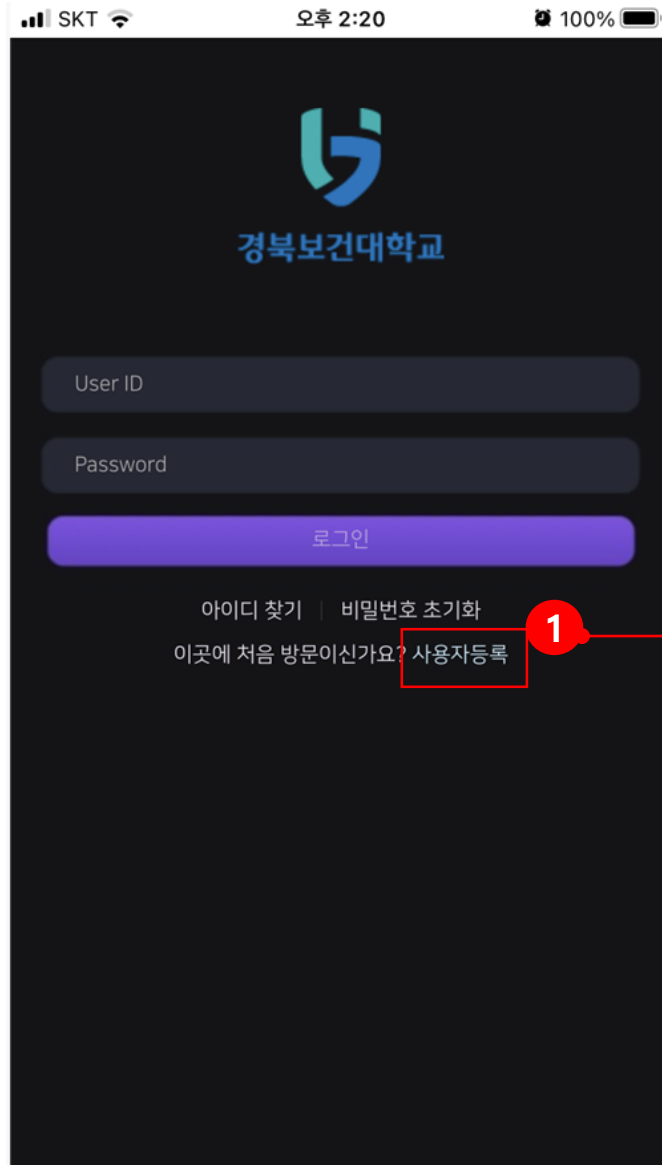 SKT 오후 2:20 100%
경북보건대학교
User ID
Password
로그인
아이디 찾기 | 비밀번호 초기화
이곳에 처음 방문이신가요? 사용자등록
1